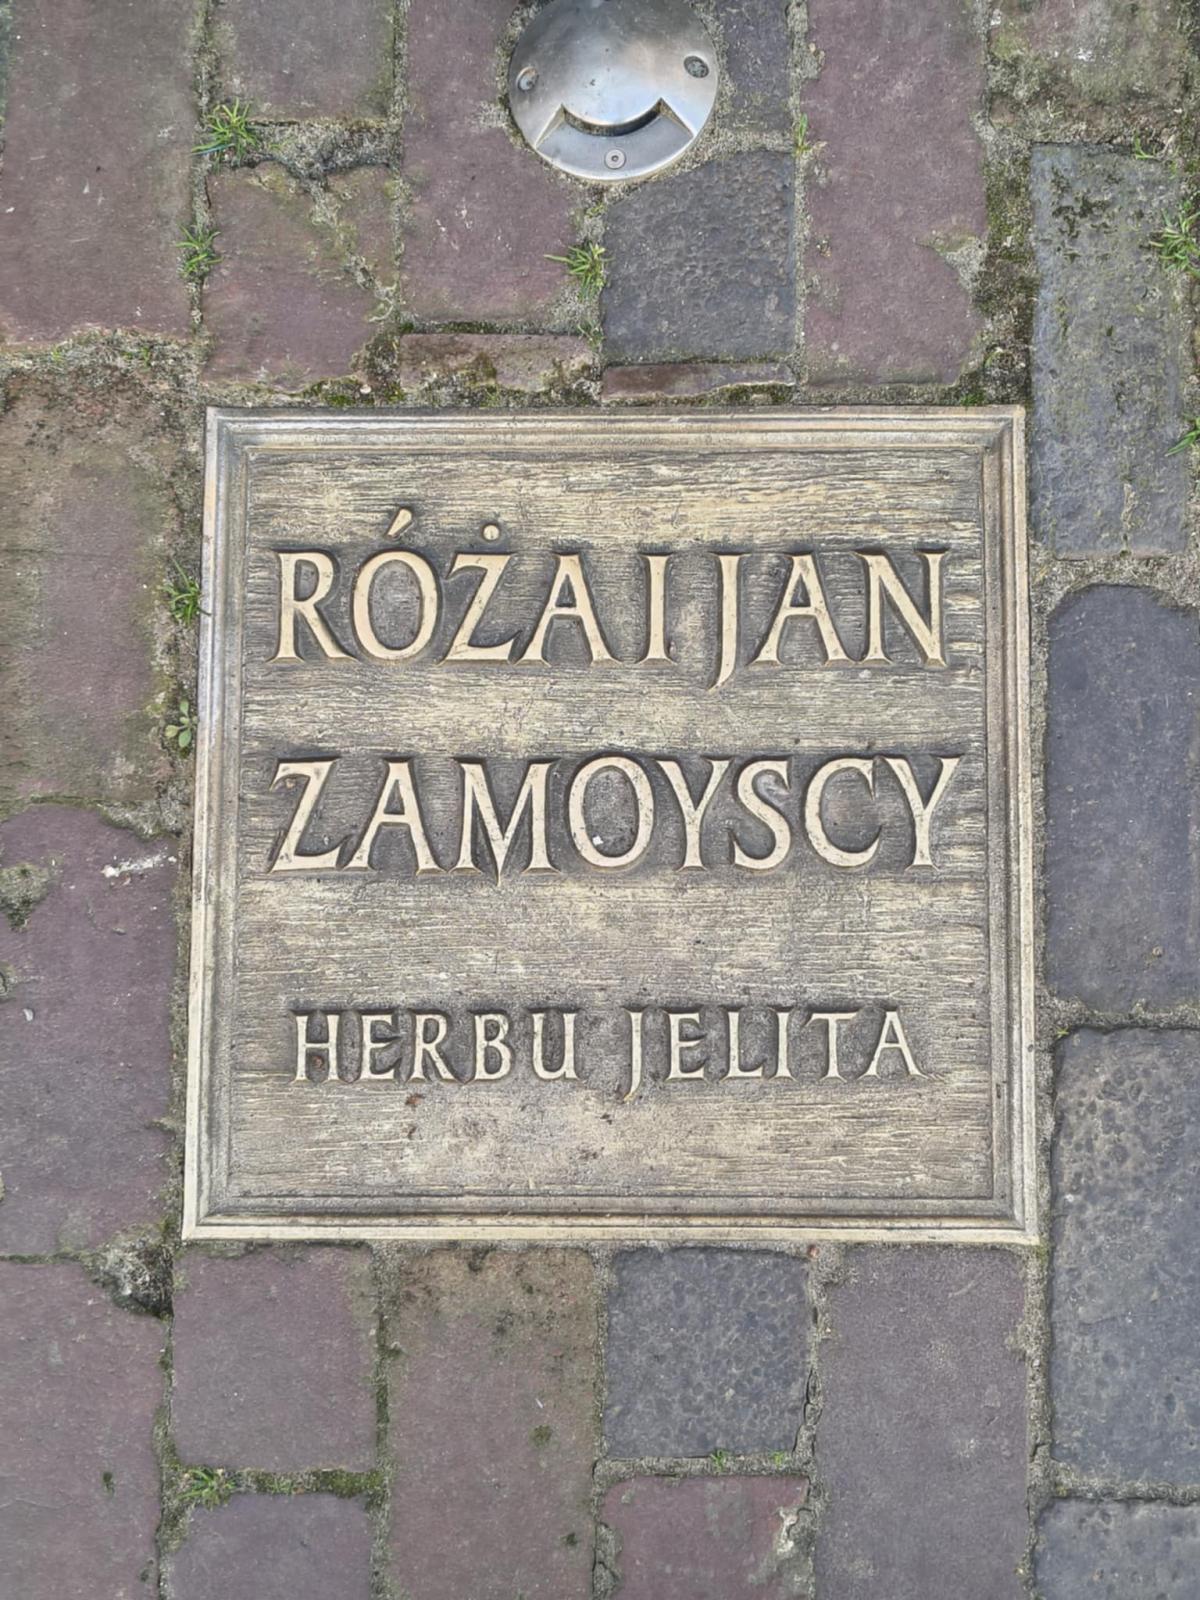 RÓŻA I JAN
ZAMOYSCY
HERBU JELITA